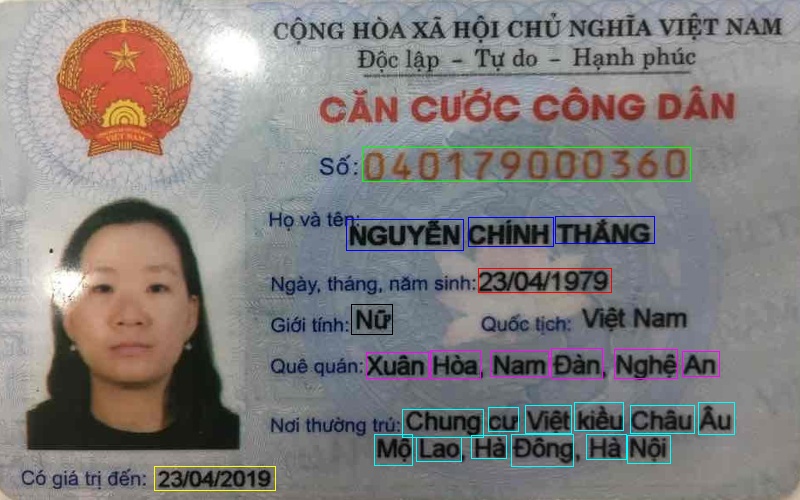 CỘNG HÒA XÃ HỘI CHỦ NGHĨA VIỆT NAM
Độc lập - Tự do - Hạnh phúc
CĂN CƯỚC CÔNG DÂN
Số: 040179000360
Họ và tên: NGUYỄN CHÍNH THẮNG
Ngày, tháng, năm sinh: 23/04/1979
Giới tính: Nữ Quốc tịch: Việt Nam
Quê quán: Xuân Hòa, Nam Đàn, Nghệ An
Nơi thường trú: Chung cư Việt kiều Châu Âu
Mộ Lao, Hà Đông, Hà Nội
Có giá trị đến: 23/04/2019
VIỆT NAM